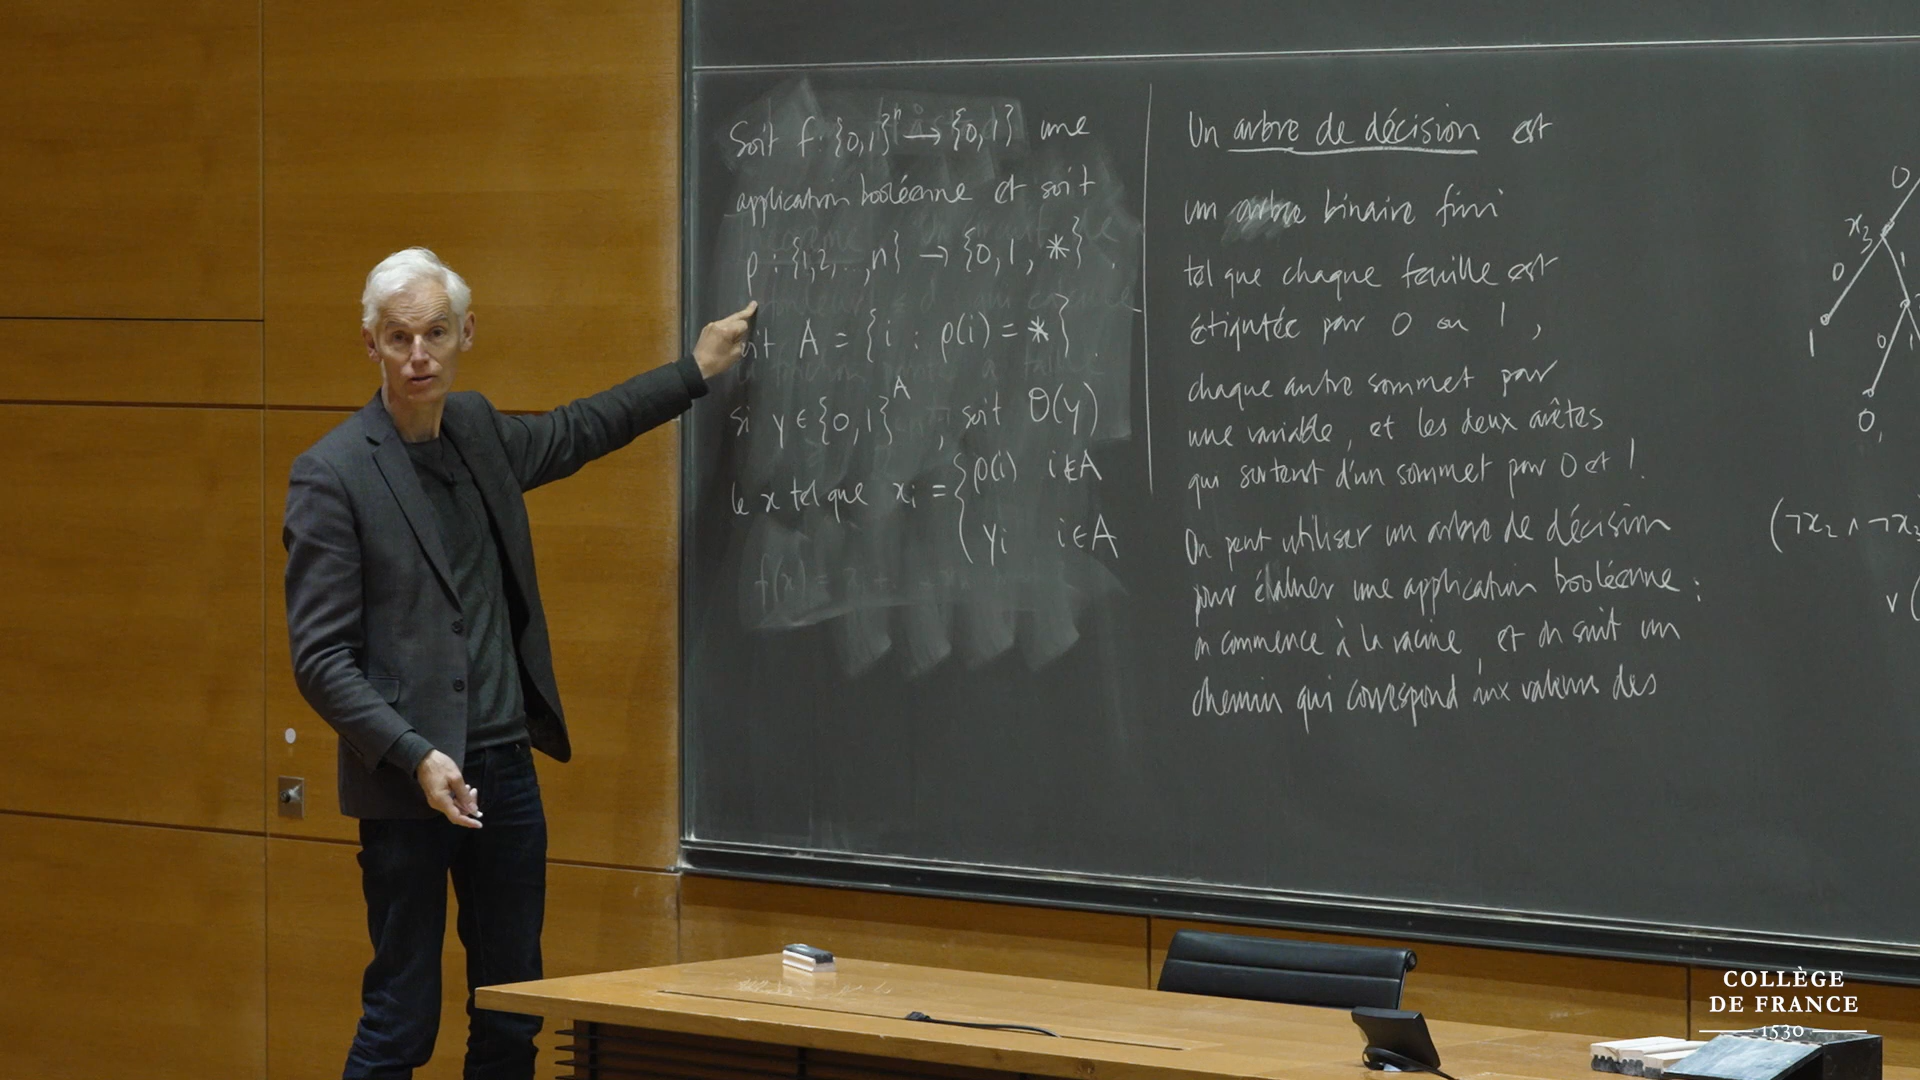 Soit f : {0,1}ⁿ → {0,1} une
application booléenne et soit
ρ : {1,2,...,n} → {0,1,*}.
A = {i : ρ(i) = *}.
si y ∈ {0,1}^A, soit Θ(y)
le x tel que xᵢ = { ρ(i) i∉A
yᵢ i∈A
f(x) =
Un arbre de décision est
un arbre binaire fini
tel que chaque feuille est
étiquetée par 0 ou 1,
chaque autre sommet par
une variable, et les deux arêtes
qui sortent d'un sommet par 0 et 1.
On peut utiliser un arbre de décision
pour évaluer une application booléenne :
on commence à la racine, et on suit un
chemin qui correspond aux valeurs des
0
x₃
0 1
1
0 1
0,
(¬x₂ ∧ ¬x₃
∨ (
COLLÈGE
DE FRANCE
1530